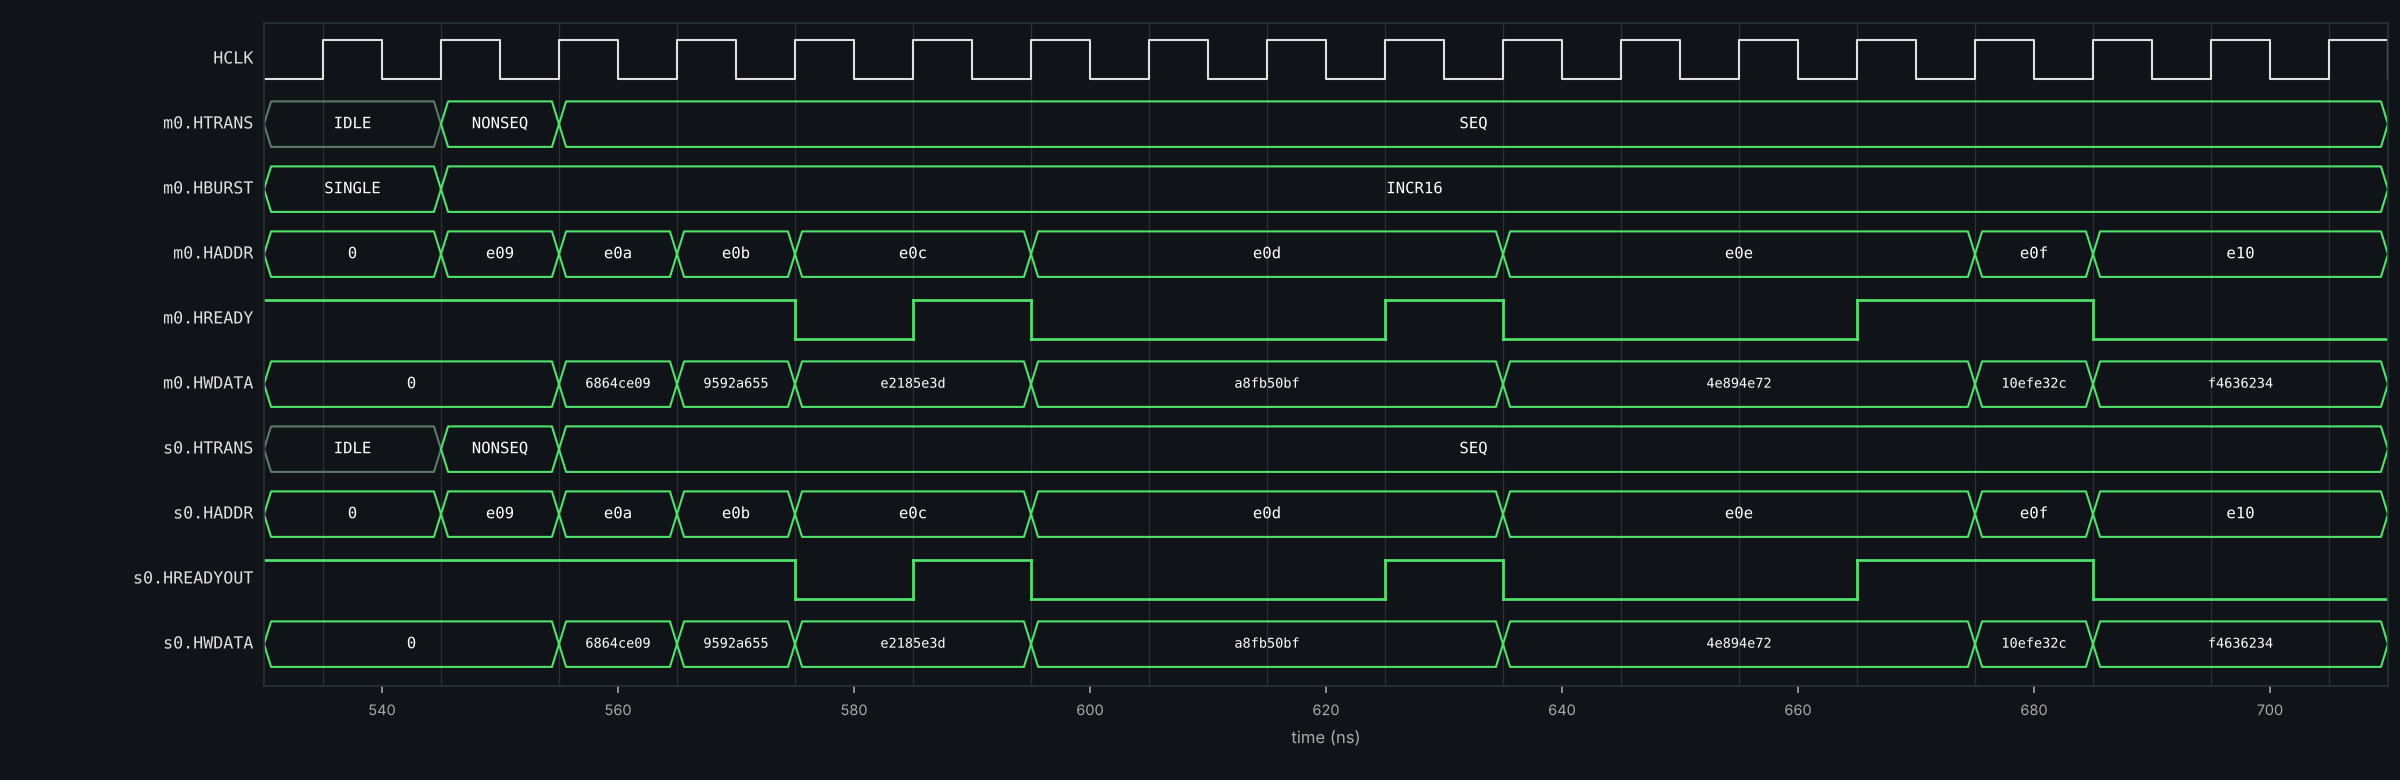 HCLK
m0.HTRANS IDLE NONSEQ SEQ
m0.HBURST SINGLE INCR16
m0.HADDR 0 e09 e0a e0b e0c e0d e0e e0f e10
m0.HREADY
m0.HWDATA 0 6864ce09 9592a655 e2185e3d a8fb50bf 4e894e72 10efe32c f4636234
s0.HTRANS IDLE NONSEQ SEQ
s0.HADDR 0 e09 e0a e0b e0c e0d e0e e0f e10
s0.HREADYOUT
s0.HWDATA 0 6864ce09 9592a655 e2185e3d a8fb50bf 4e894e72 10efe32c f4636234
540 560 580 600 620 640 660 680 700
time (ns)